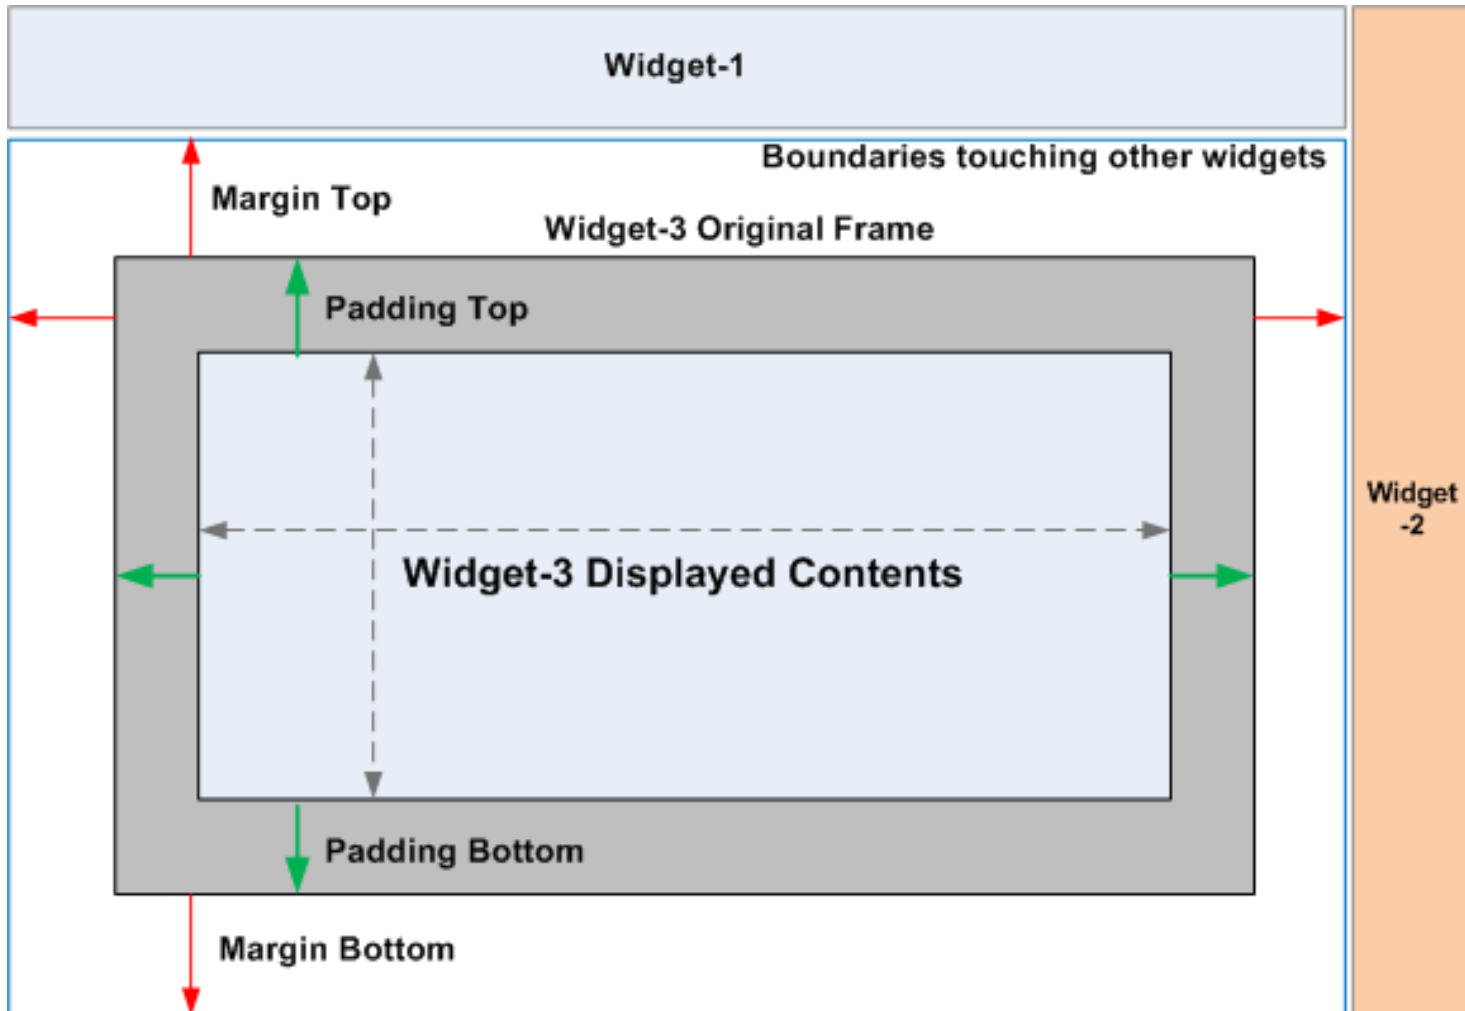 Widget-1
Boundaries touching other widgets
Margin Top
Widget-3 Original Frame
Padding Top
Widget
-2
Widget-3 Displayed Contents
Padding Bottom
Margin Bottom